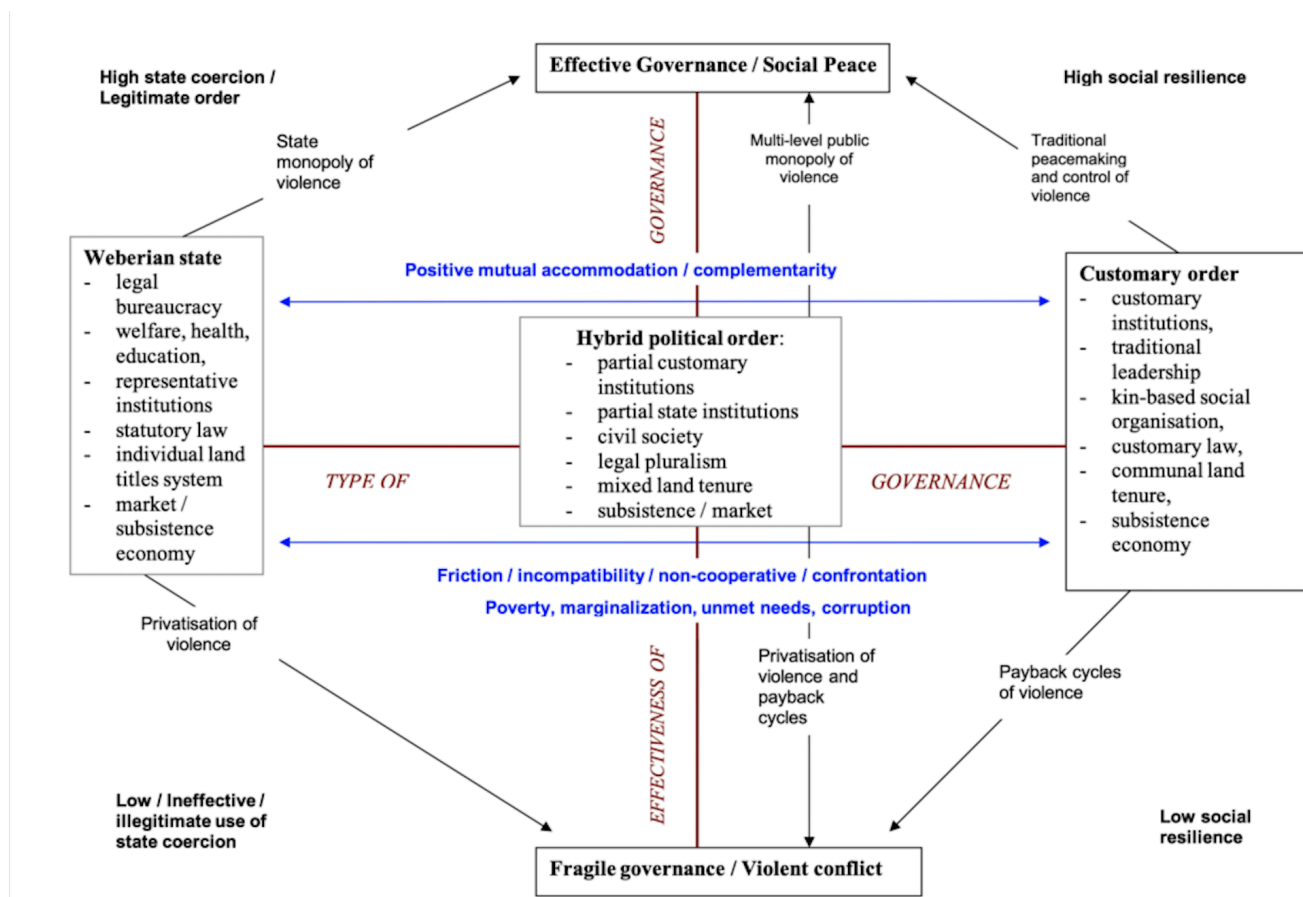 Effective Governance / Social Peace
High state coercion /
Legitimate order
High social resilience
State
monopoly of
violence
GOVERNANCE
Multi-level public
monopoly of
violence
Traditional
peacemaking
and control of
violence
Weberian state
- legal
bureaucracy
- welfare, health,
education,
- representative
institutions
- statutory law
- individual land
titles system
- market /
subsistence
economy
Positive mutual accommodation / complementarity
Hybrid political order:
- partial customary
institutions
- partial state institutions
- civil society
- legal pluralism
- mixed land tenure
- subsistence / market
Customary order
- customary
institutions,
- traditional
leadership
- kin-based social
organisation,
- customary law,
- communal land
tenure,
- subsistence
economy
TYPE OF
GOVERNANCE
Friction / incompatibility / non-cooperative / confrontation
Poverty, marginalization, unmet needs, corruption
Privatisation of
violence
EFFECTIVENESS OF
Privatisation of
violence and
payback
cycles
Payback cycles
of violence
Low / Ineffective /
illegitimate use of
state coercion
Low social
resilience
Fragile governance / Violent conflict